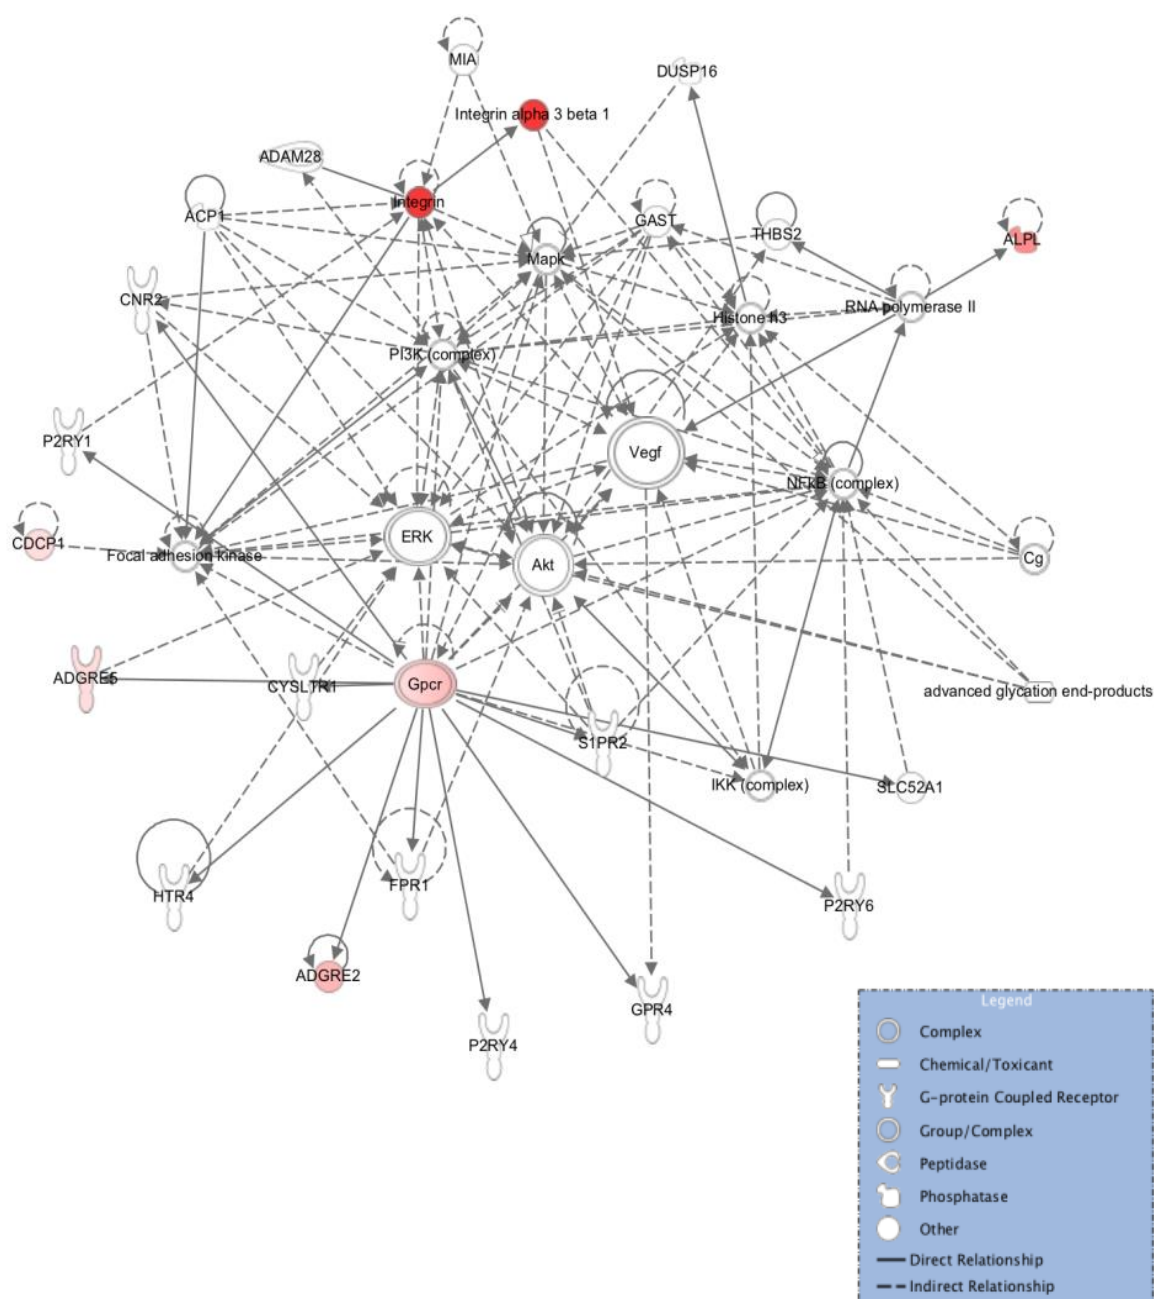 MIA
DUSP16
Integrin alpha 3 beta 1
ADAM28
Integrin
ACP1
GAST
THBS2
ALPL
Mapk
CNR2
Histone h3
RNA polymerase II
PI3K (complex)
P2RY1
Vegf
NFkB (complex)
CDCP1
Focal adhesion kinase
ERK
Akt
Cg
ADGRE5
CYSLTR1
Gpcr
advanced glycation end-products
S1PR2
IKK (complex)
SLC52A1
HTR4
FPR1
P2RY6
ADGRE2
GPR4
P2RY4
Legend
Complex
Chemical/Toxicant
G-protein Coupled Receptor
Group/Complex
Peptidase
Phosphatase
Other
Direct Relationship
Indirect Relationship